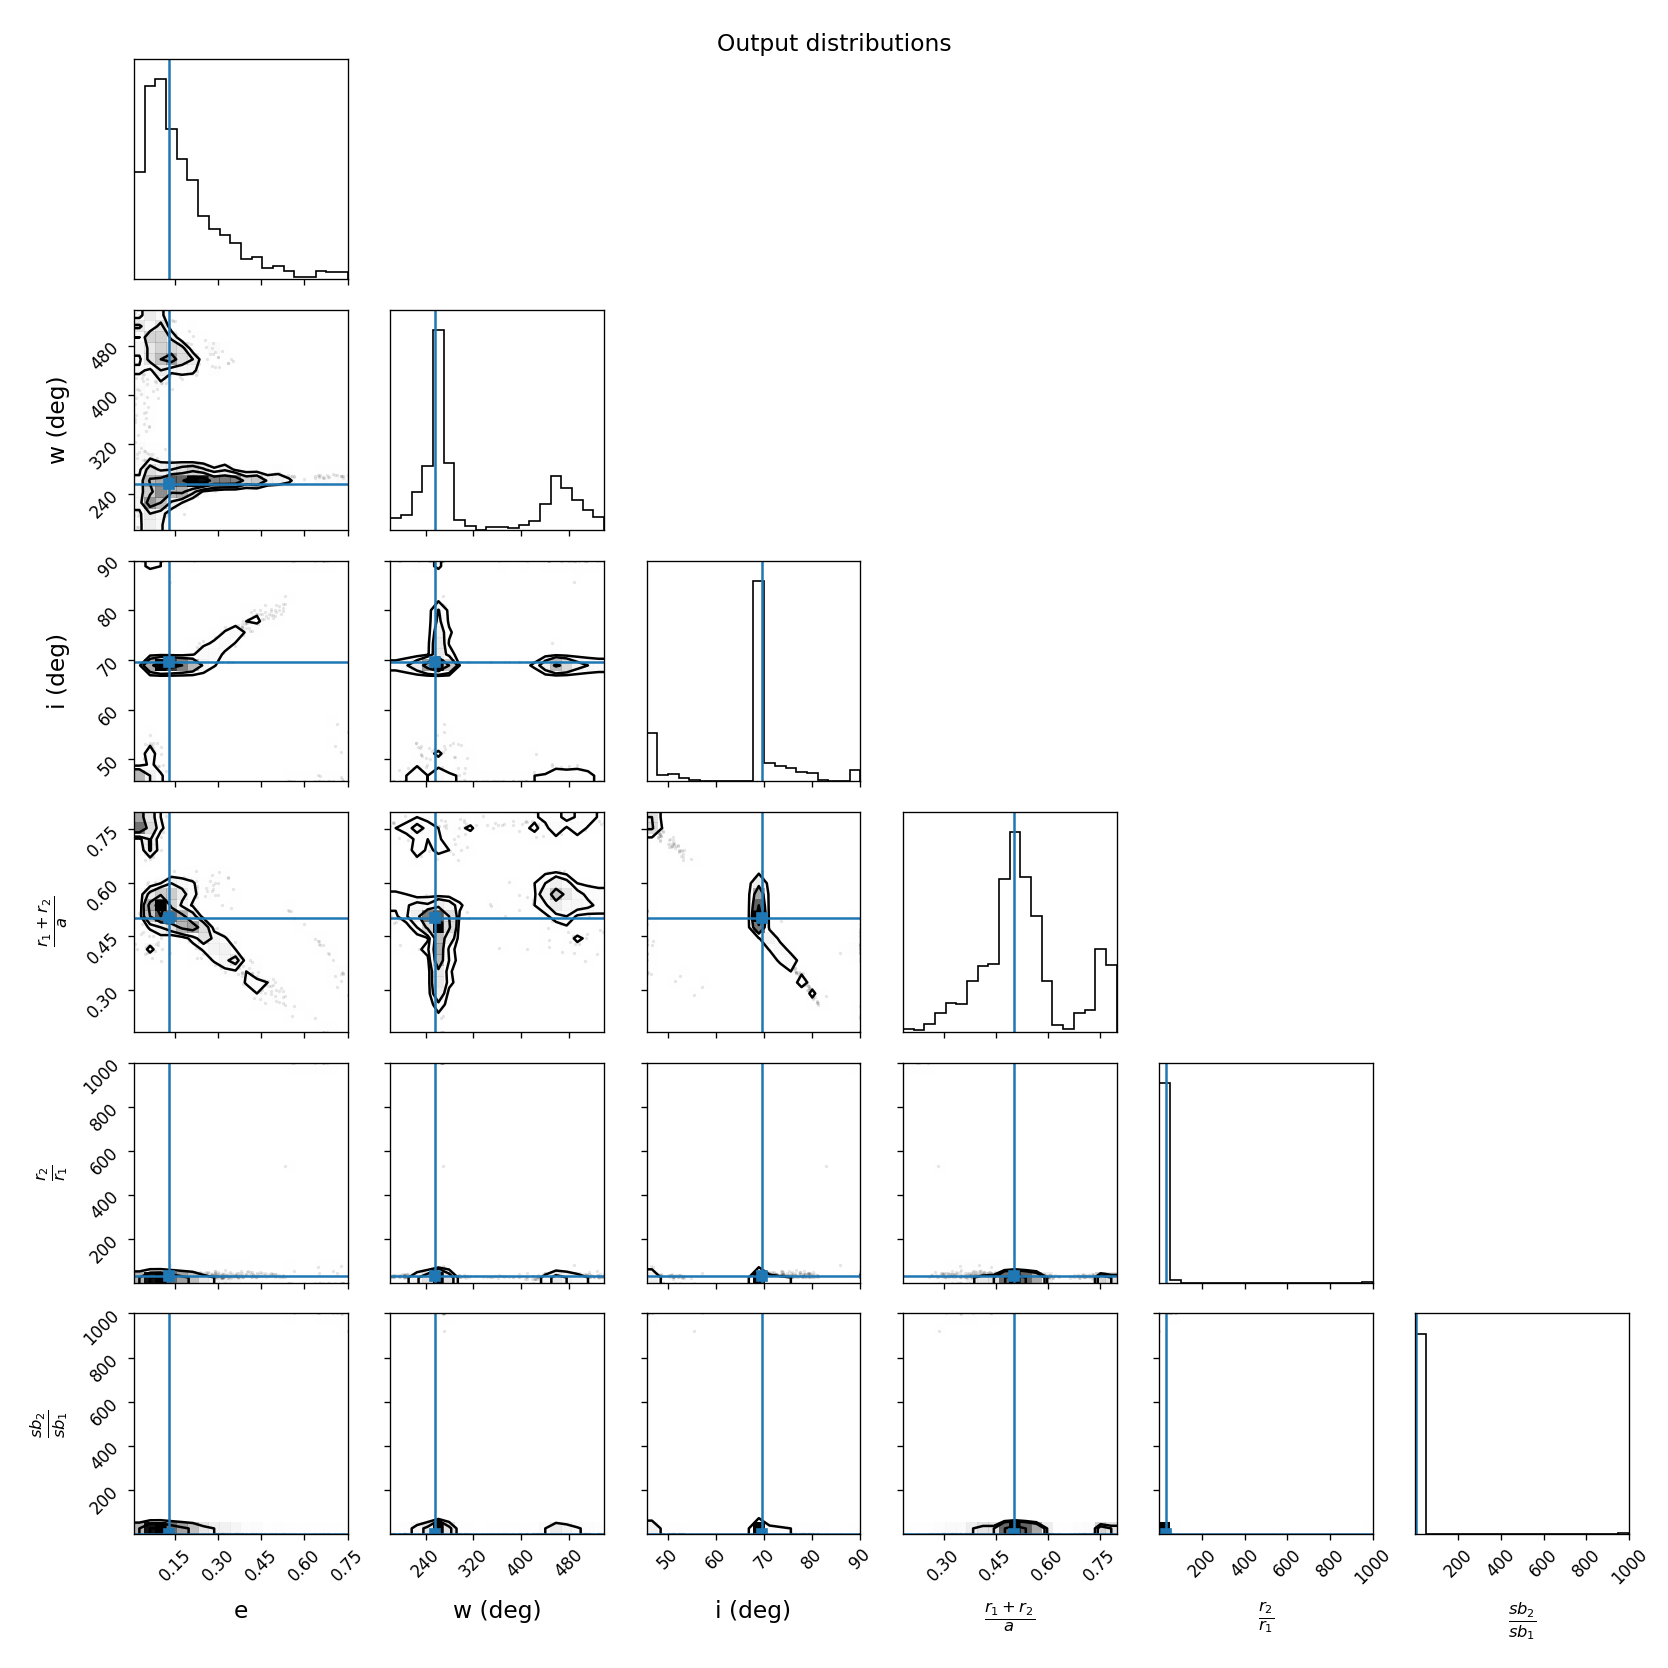 Output distributions
w (deg)
480
400
320
240
i (deg)
90
80
70
60
50
r₁ + r₂
a
0.75
0.60
0.45
0.30
r₂
r₁
1000
800
600
400
200
sb₂
sb₁
1000
800
600
400
200
0.15 0.30 0.45 0.60 0.75 240 320 400 480 50 60 70 80 90 0.30 0.45 0.60 0.75 200 400 600 800 1000 200 400 600 800 1000
e w (deg) i (deg) r₁ + r₂ r₂ sb₂
a r₁ sb₁